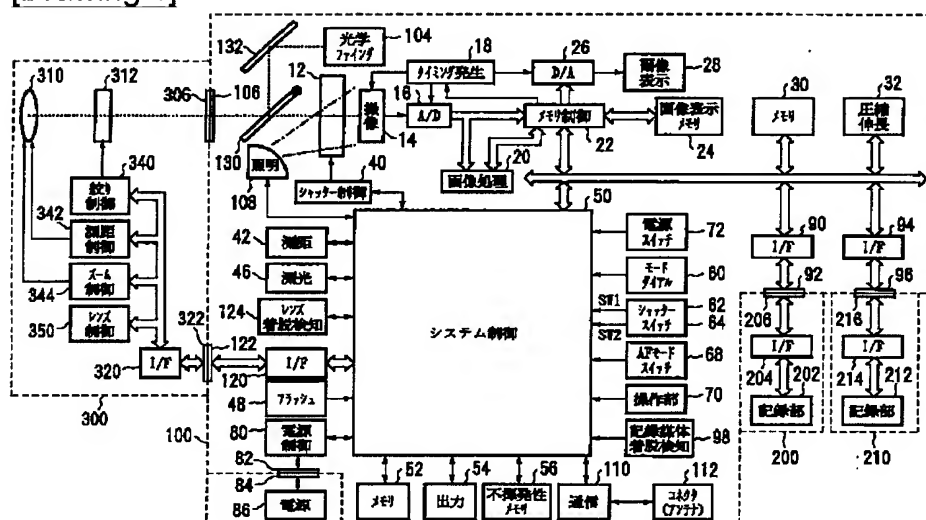 132
光学
ファインダ
104
18
26
タイミング発生
D/A
画像
表示
28
30
32
310
312
306
106
12
撮像
14
16
A/D
メモリ制御
22
画像表示
メモリ
24
メモリ
圧縮
伸長
130
照明
108
40
シャッター制御
20
画像処理
50
340
絞り
制御
342
測距
制御
344
ズーム
制御
350
レンズ
制御
320
I/F
322
122
300
100
42
測距
46
測光
124
レンズ
着脱検知
I/F
120
48
フラッシュ
80
電源
制御
82
84
86
電源
システム制御
電源
スイッチ
72
モード
ダイアル
60
SW1
シャッター
スイッチ
62
64
SW2
AFモード
スイッチ
68
操作部
70
記録媒体
着脱検知
98
52
メモリ
54
出力
56
不揮発性
メモリ
110
通信
112
コネクタ
(アンテナ)
90
I/F
92
206
I/F
204
202
記録部
200
94
I/F
96
216
I/F
214
212
記録部
210